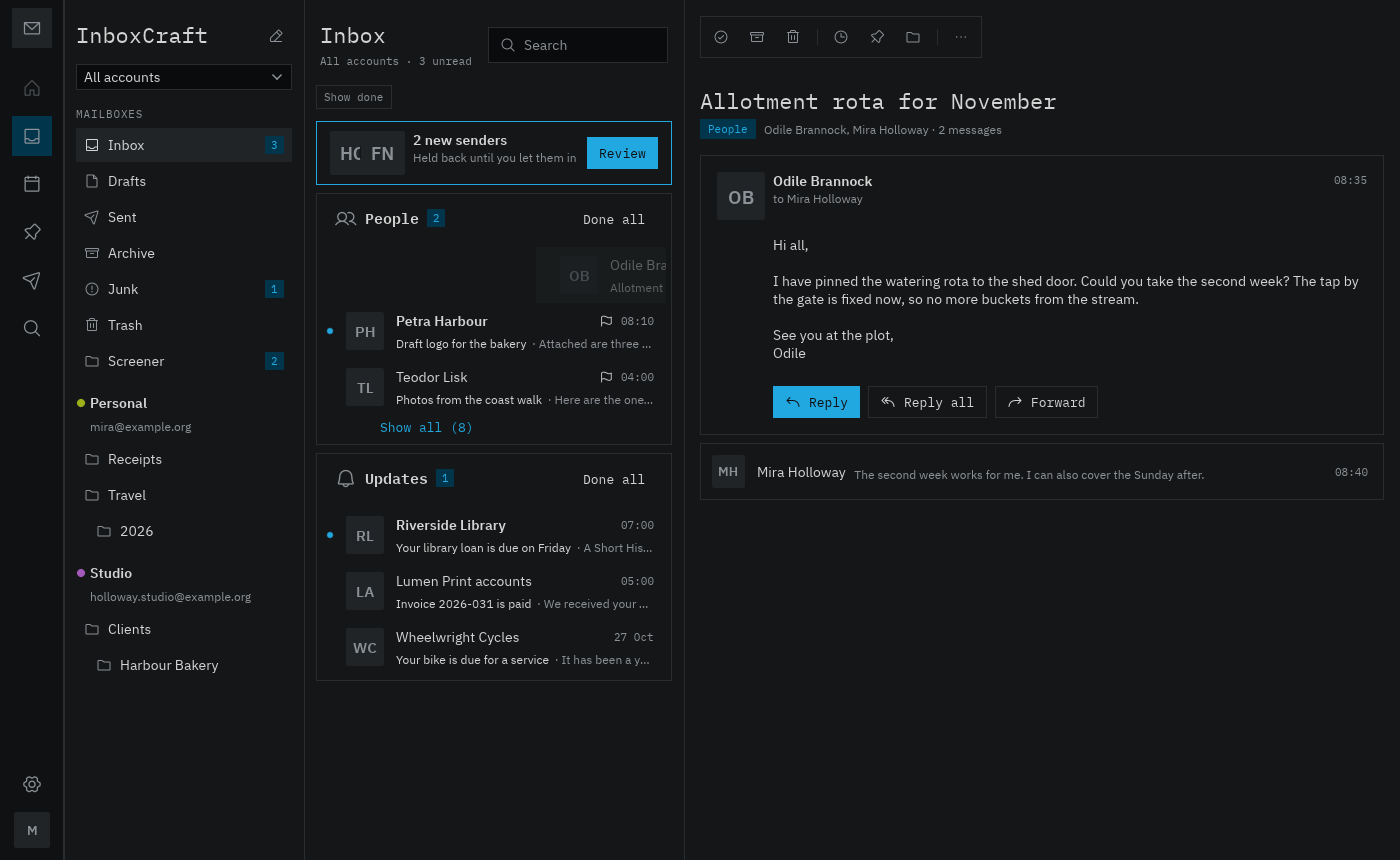 InboxCraft
All accounts
MAILBOXES
Inbox 3
Drafts
Sent
Archive
Junk 1
Trash
Screener 2
Personal
mira@example.org
Receipts
Travel
2026
Studio
holloway.studio@example.org
Clients
Harbour Bakery
M
Inbox
All accounts · 3 unread
Search
Show done
FN
2 new senders
Held back until you let them in
Review
People 2
Done all
OB
Odile Bra
Allotment
PH
Petra Harbour
08:10
Draft logo for the bakery · Attached are three …
TL
Teodor Lisk
04:00
Photos from the coast walk · Here are the one…
Show all (8)
Updates 1
Done all
RL
Riverside Library
07:00
Your library loan is due on Friday · A Short His…
LA
Lumen Print accounts
05:00
Invoice 2026-031 is paid · We received your …
WC
Wheelwright Cycles
27 Oct
Your bike is due for a service · It has been a y…
Allotment rota for November
People
Odile Brannock, Mira Holloway · 2 messages
OB
Odile Brannock
08:35
to Mira Holloway
Hi all,
I have pinned the watering rota to the shed door. Could you take the second week? The tap by
the gate is fixed now, so no more buckets from the stream.
See you at the plot,
Odile
Reply
Reply all
Forward
MH
Mira Holloway
The second week works for me. I can also cover the Sunday after.
08:40